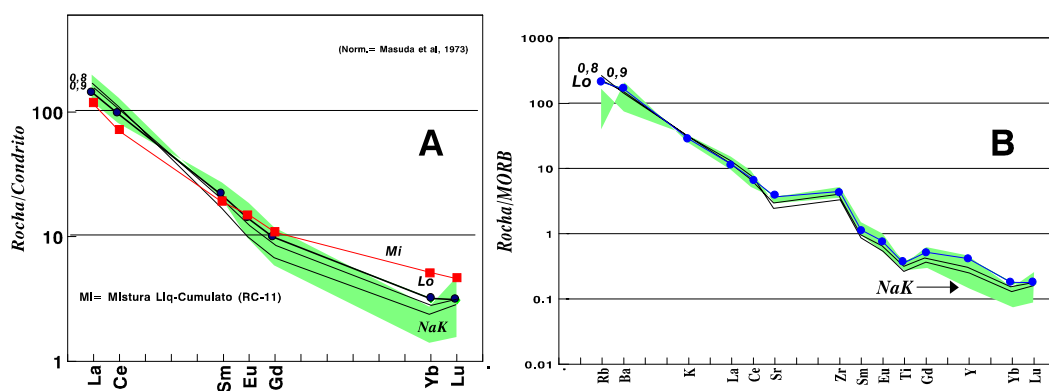 Rocha/Condrito
100
10
1
(Norm.= Masuda et al, 1973)
0,8
0,9
A
Mi
Lo
NaK
MI= MIstura LIq-Cumulato (RC-11)
La Ce Sm Eu Gd Yb Lu
Rocha/MORB
1000
100
10
1
0.1
0.01
0,8
0,9
Lo
B
NaK
Rb Ba K La Ce Sr Zr Sm Eu Ti Gd Y Yb Lu